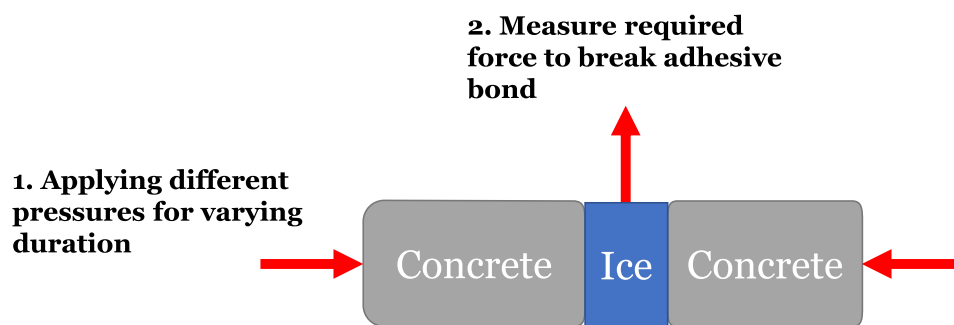 2. Measure required
force to break adhesive
bond
1. Applying different
pressures for varying
duration
Concrete
Ice
Concrete